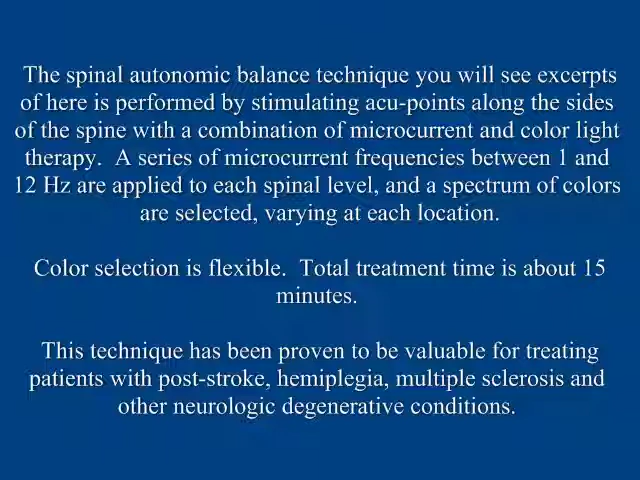 The spinal autonomic balance technique you will see excerpts
of here is performed by stimulating acu-points along the sides
of the spine with a combination of microcurrent and color light
therapy. A series of microcurrent frequencies between 1 and
12 Hz are applied to each spinal level, and a spectrum of colors
are selected, varying at each location.
Color selection is flexible. Total treatment time is about 15
minutes.
This technique has been proven to be valuable for treating
patients with post-stroke, hemiplegia, multiple sclerosis and
other neurologic degenerative conditions.